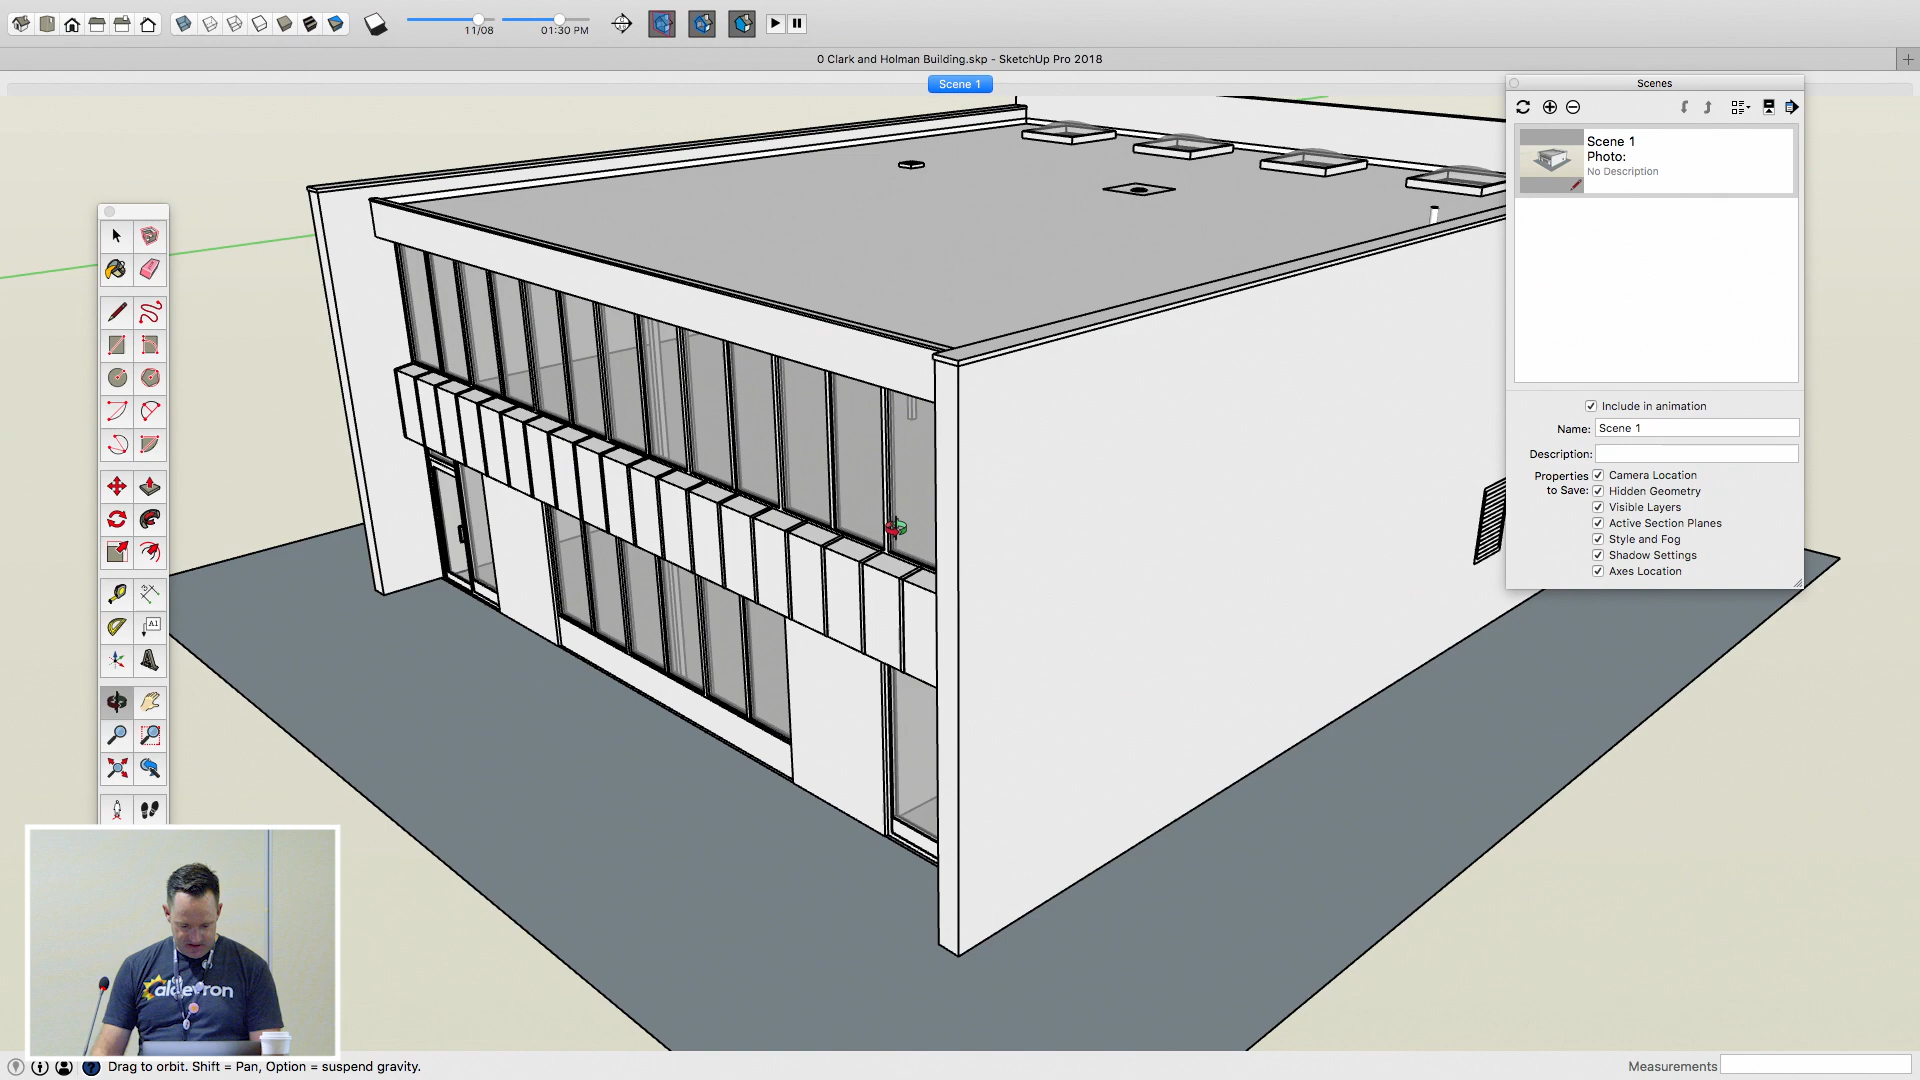 11/08
01:30 PM
0 Clark and Holman Building.skp - SketchUp Pro 2018
Scene 1
Scenes
Scene 1
Photo:
No Description
Include in animation
Name: Scene 1
Description:
Properties to Save:
Camera Location
Hidden Geometry
Visible Layers
Active Section Planes
Style and Fog
Shadow Settings
Axes Location
A1
aldevron
Drag to orbit. Shift = Pan, Option = suspend gravity.
Measurements